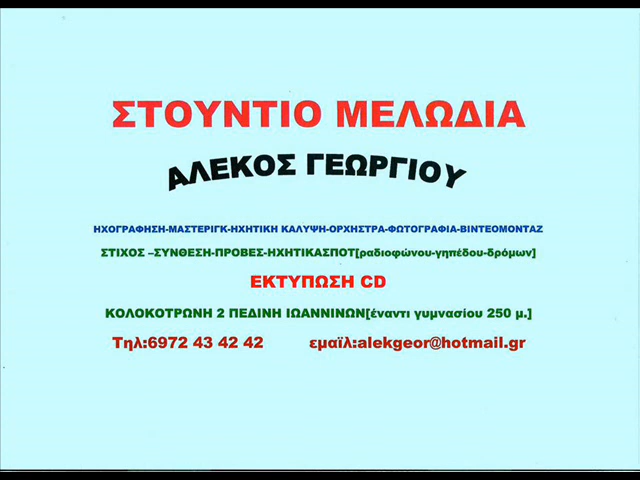 ΣΤΟΥΝΤΙΟ ΜΕΛΩΔΙΑ
ΑΛΕΚΟΣ ΓΕΩΡΓΙΟΥ
ΗΧΟΓΡΑΦΗΣΗ-ΜΑΣΤΕΡΙΓΚ-ΗΧΗΤΙΚΗ ΚΑΛΥΨΗ-ΟΡΧΗΣΤΡΑ-ΦΩΤΟΓΡΑΦΙΑ-ΒΙΝΤΕΟΜΟΝΤΑΖ
ΣΤΙΧΟΣ –ΣΥΝΘΕΣΗ-ΠΡΟΒΕΣ-ΗΧΗΤΙΚΑΣΠΟΤ[ραδιοφώνου-γηπέδου-δρόμων]
ΕΚΤΥΠΩΣΗ CD
ΚΟΛΟΚΟΤΡΩΝΗ 2 ΠΕΔΙΝΗ ΙΩΑΝΝΙΝΩΝ[έναντι γυμνασίου 250 μ.]
Τηλ:6972 43 42 42 εμαϊλ:alekgeor@hotmail.gr